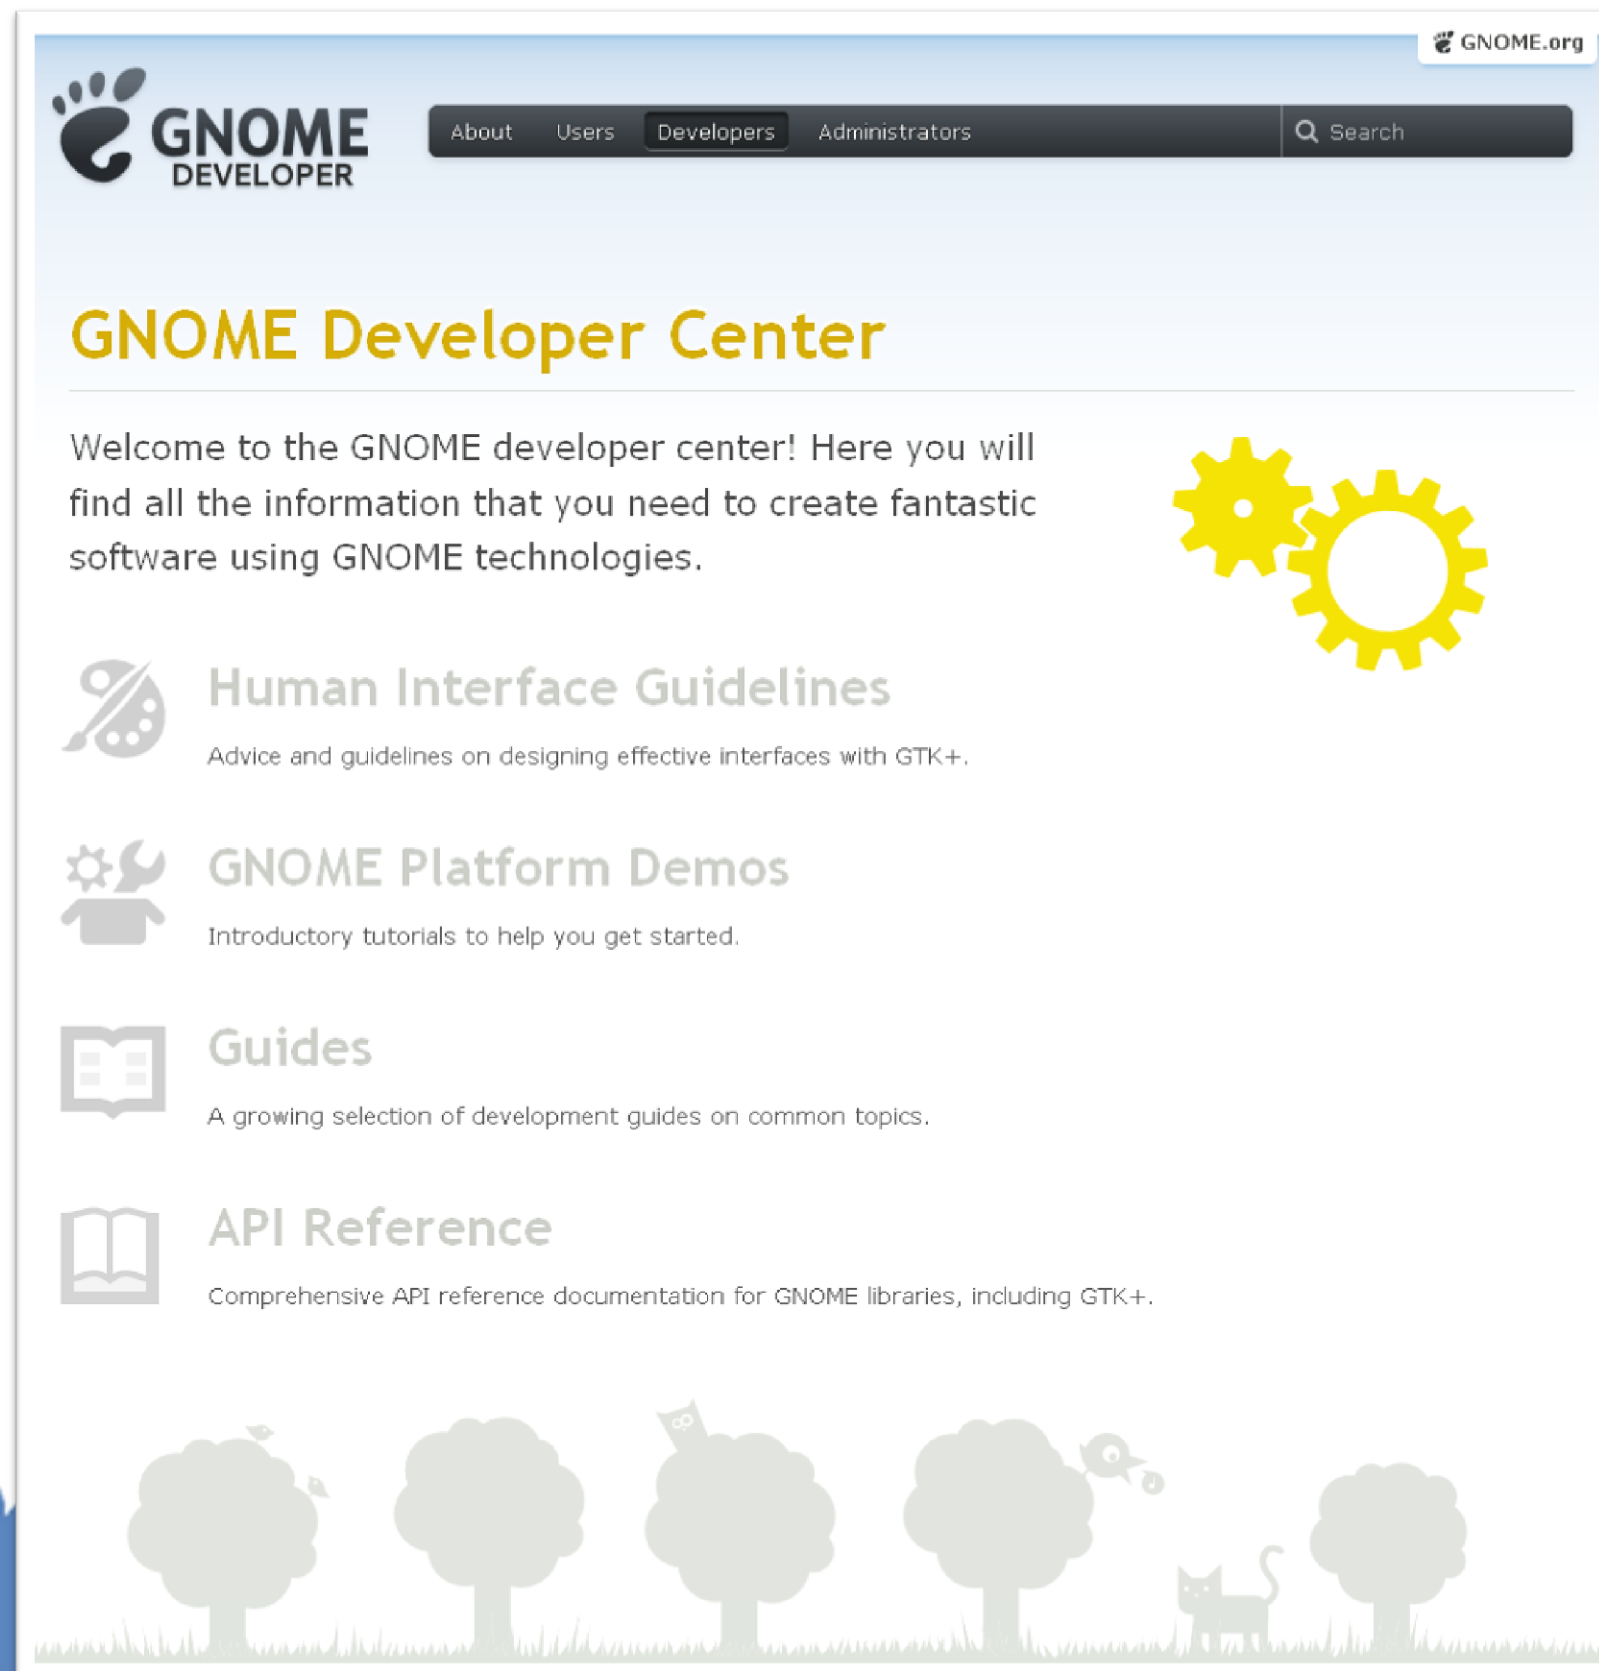 GNOME.org
GNOME
DEVELOPER
About Users Developers Administrators Search
GNOME Developer Center
Welcome to the GNOME developer center! Here you will
find all the information that you need to create fantastic
software using GNOME technologies.
Human Interface Guidelines
Advice and guidelines on designing effective interfaces with GTK+.
GNOME Platform Demos
Introductory tutorials to help you get started.
Guides
A growing selection of development guides on common topics.
API Reference
Comprehensive API reference documentation for GNOME libraries, including GTK+.